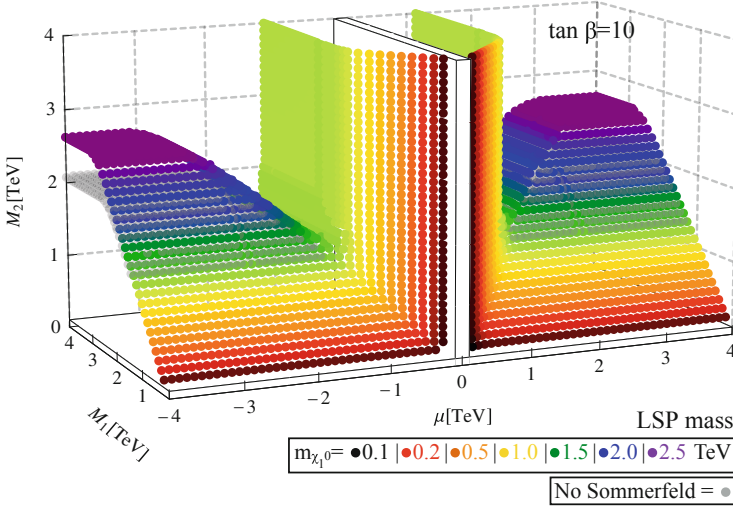 tan β=10
4
3
2
1
0
M₂[TeV]
4
3
2
1
M₁[TeV]
−4
−3
−2
−1
0
1
2
3
4
μ[TeV]
LSP mass
mχ₁⁰= ●0.1 |●0.2 |●0.5 |●1.0 |●1.5 |●2.0 |●2.5 TeV
No Sommerfeld = ●